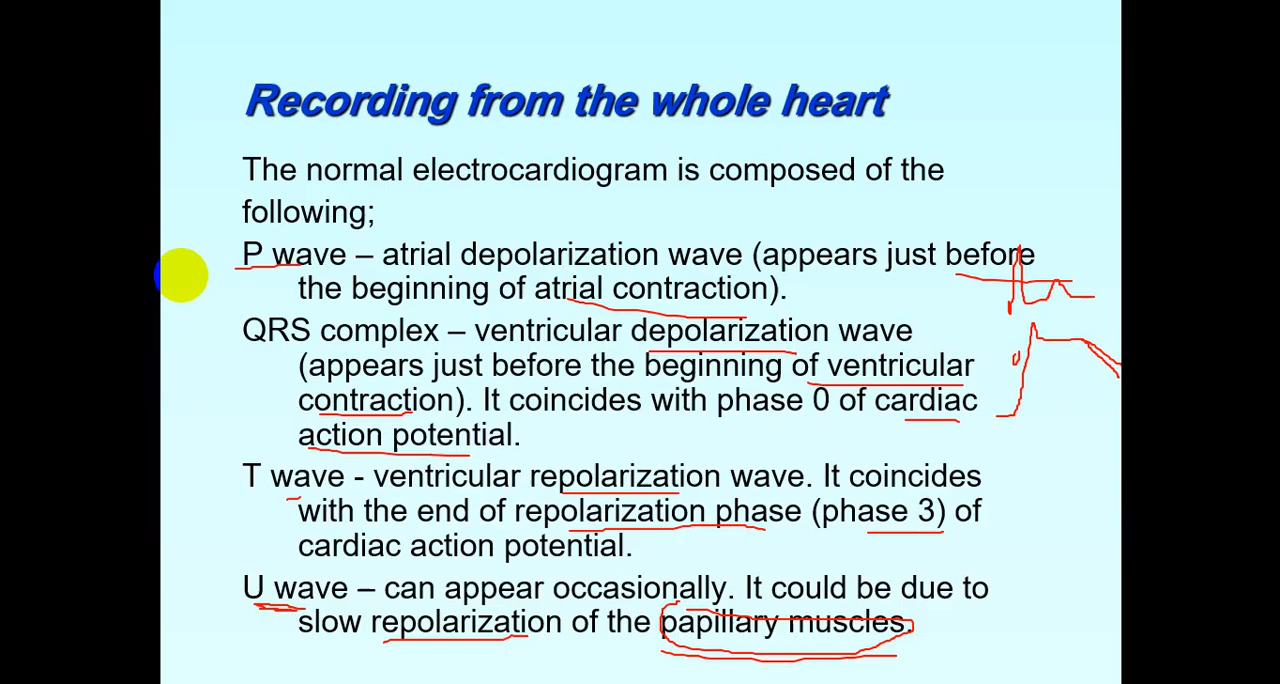 Recording from the whole heart
The normal electrocardiogram is composed of the
following;
P wave – atrial depolarization wave (appears just before
the beginning of atrial contraction).
QRS complex – ventricular depolarization wave
(appears just before the beginning of ventricular
contraction). It coincides with phase 0 of cardiac
action potential.
T wave - ventricular repolarization wave. It coincides
with the end of repolarization phase (phase 3) of
cardiac action potential.
U wave – can appear occasionally. It could be due to
slow repolarization of the papillary muscles.